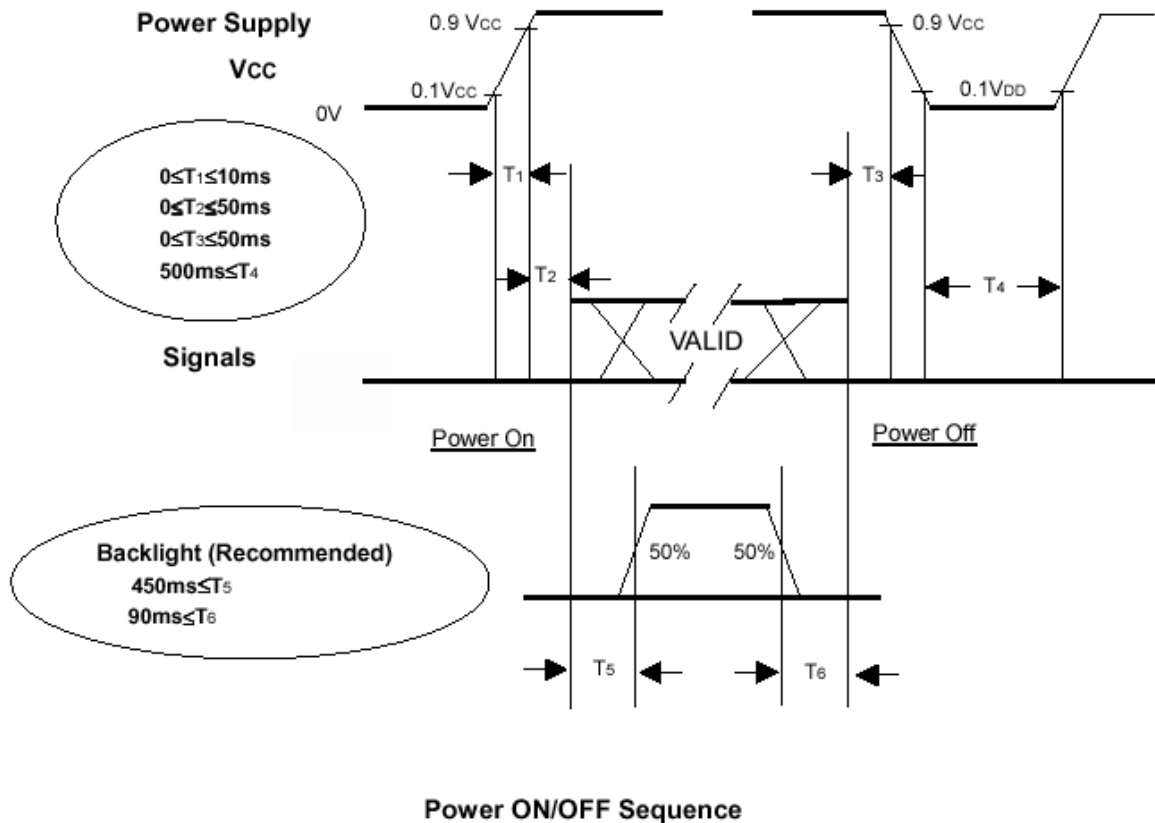 Power Supply
Vcc
0.9 Vcc
0.9 Vcc
0.1Vcc
0.1VDD
0V
0≤T1≤10ms
0≤T2≤50ms
0≤T3≤50ms
500ms≤T4
T1
T3
T2
T4
VALID
Signals
Power On
Power Off
Backlight (Recommended)
450ms≤T5
90ms≤T6
50%
50%
T5
T6
Power ON/OFF Sequence